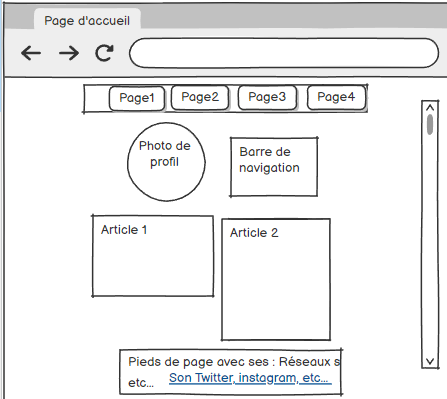 Page d'accueil
Page1 Page2 Page3 Page4
Photo de
profil
Barre de
navigation
Article 1
Article 2
Pieds de page avec ses : Réseaux s
etc... Son Twitter, instagram, etc...